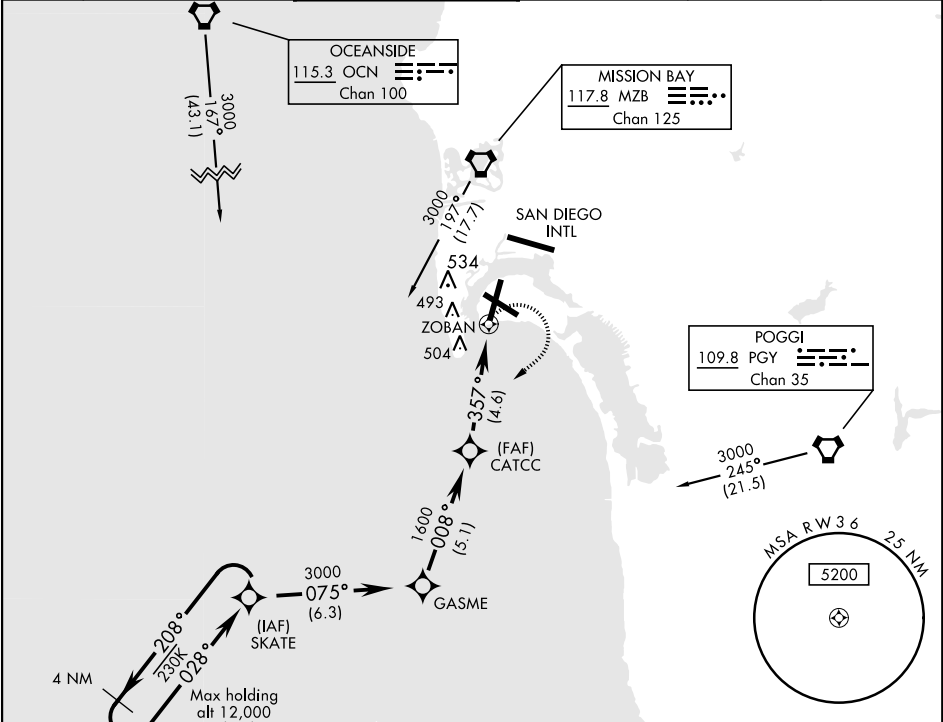 OCEANSIDE
115.3 OCN
Chan 100
3000
167°
(43.1)
MISSION BAY
117.8 MZB
Chan 125
3000
197°
(17.7)
SAN DIEGO
INTL
534
493
ZOBAN
504
POGGI
109.8 PGY
Chan 35
357°
(4.6)
(FAF)
CATCC
3000
245°
(21.5)
1600
008°
(5.1)
MSA RW36 25 NM
5200
3000
075°
(6.3)
GASME
(IAF)
SKATE
208°
230K
028°
4 NM
Max holding
alt 12,000